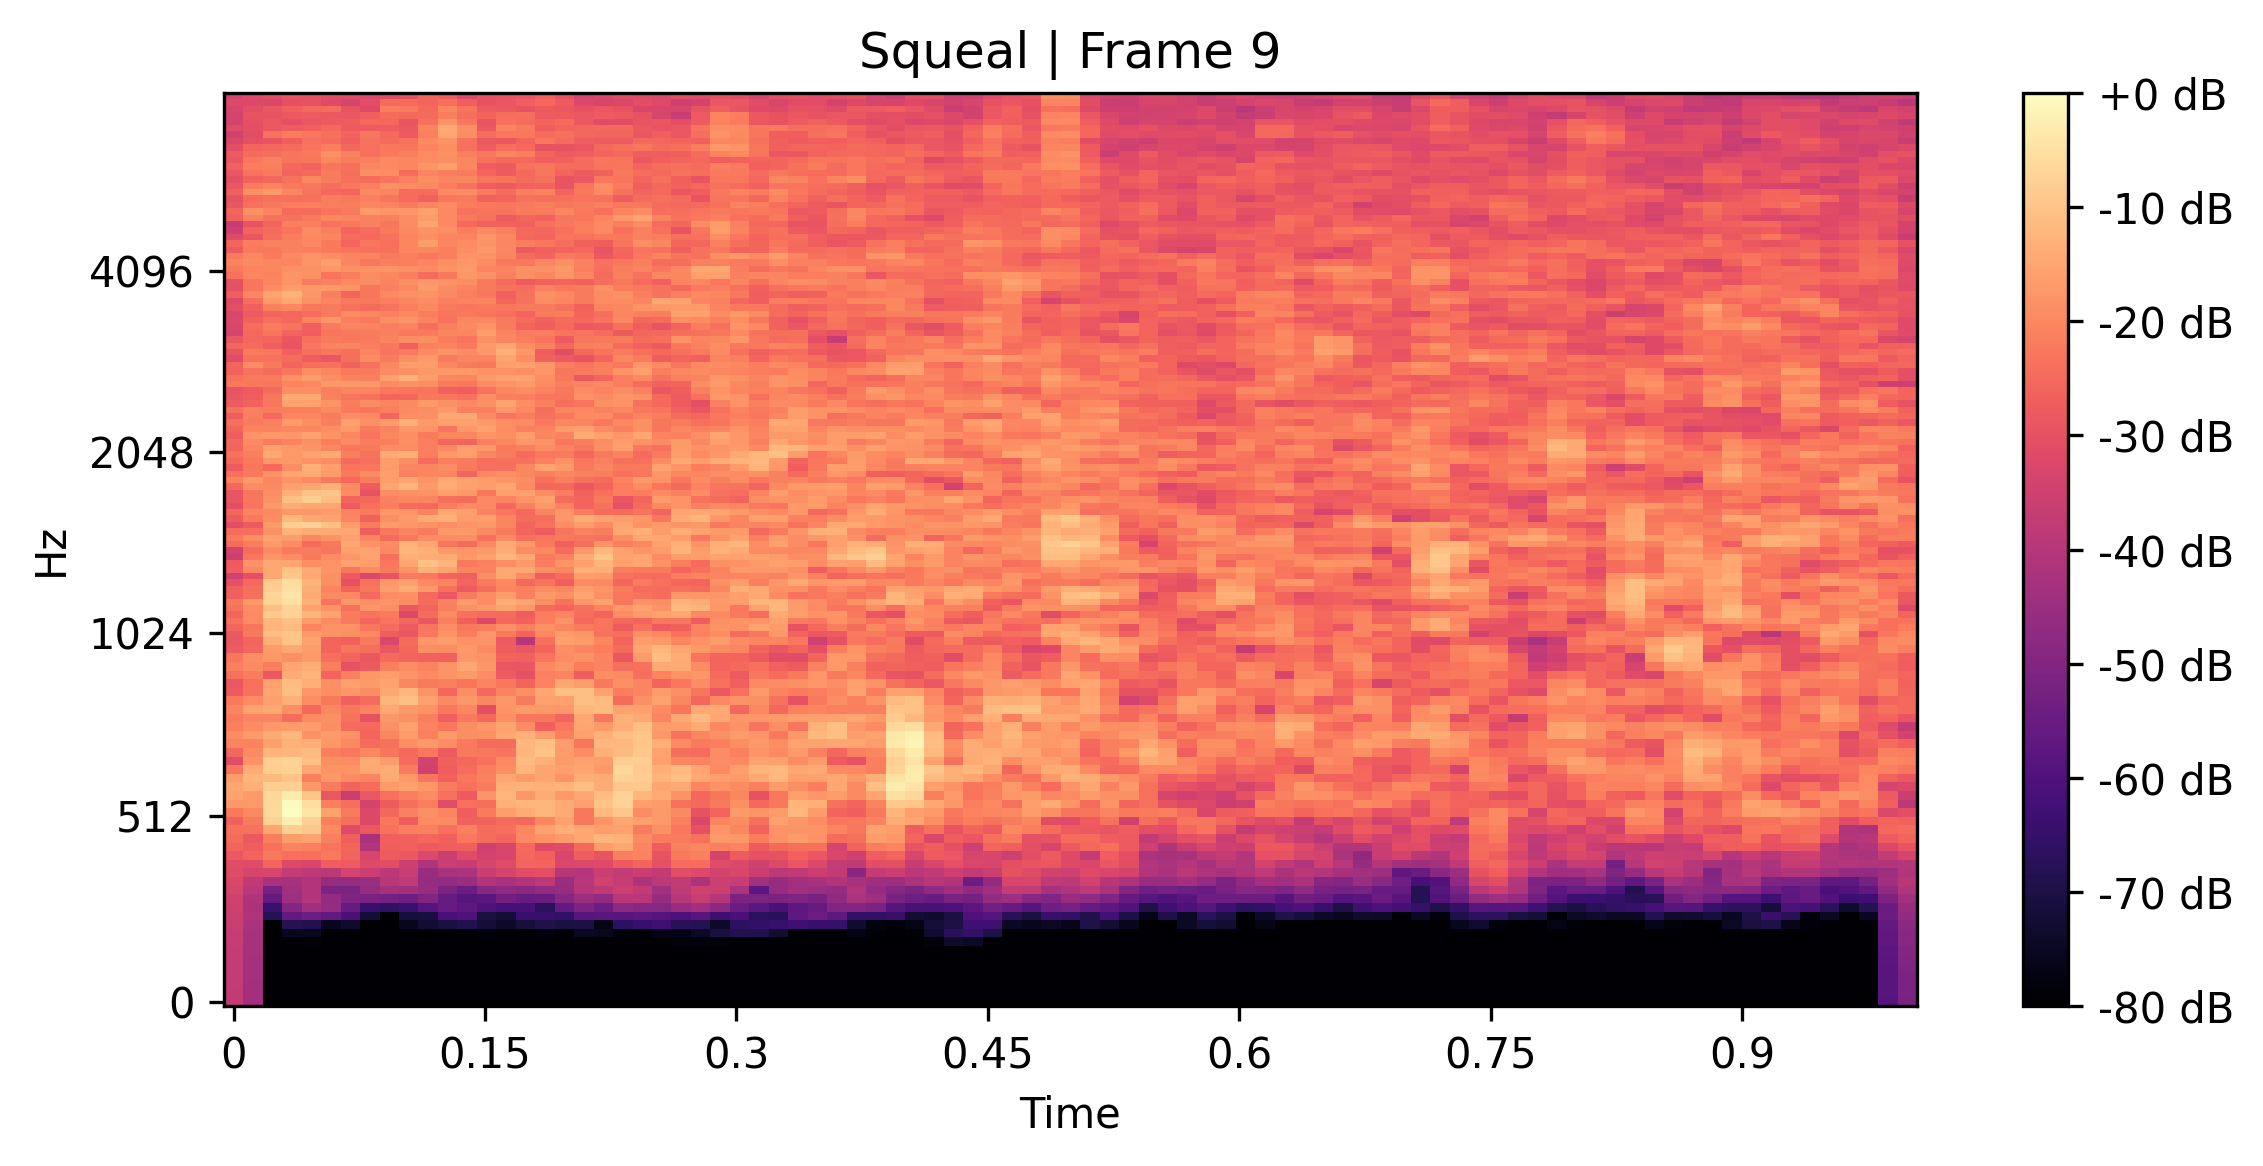 Squeal | Frame 9
Hz
4096
2048
1024
512
0
0 0.15 0.3 0.45 0.6 0.75 0.9
Time
+0 dB
-10 dB
-20 dB
-30 dB
-40 dB
-50 dB
-60 dB
-70 dB
-80 dB